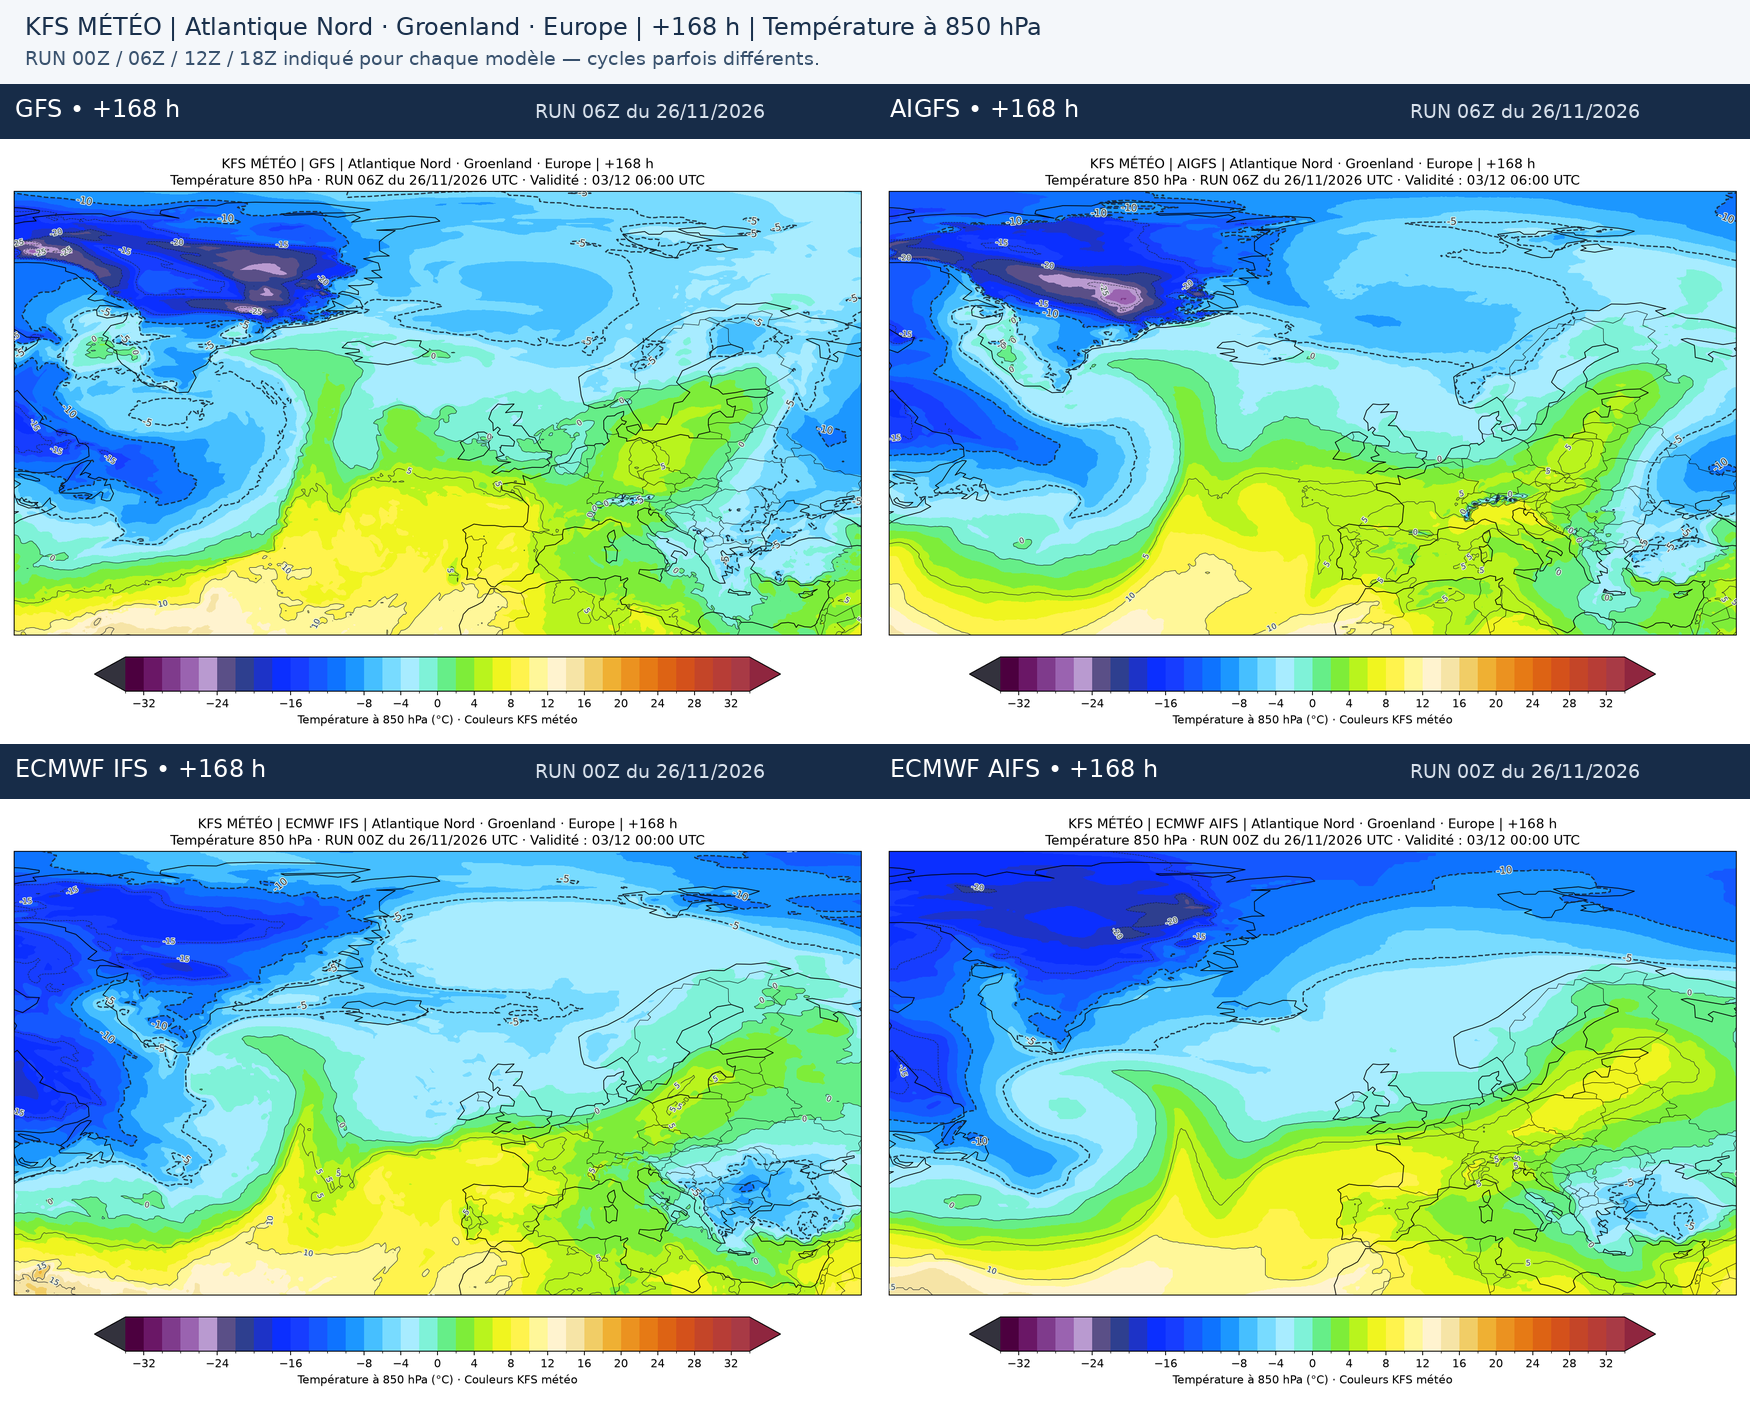 KFS MÉTÉO | Atlantique Nord · Groenland · Europe | +168 h | Température à 850 hPa
RUN 00Z / 06Z / 12Z / 18Z indiqué pour chaque modèle — cycles parfois différents.
GFS • +168 h RUN 06Z du 26/11/2026
KFS MÉTÉO | GFS | Atlantique Nord · Groenland · Europe | +168 h
Température 850 hPa · RUN 06Z du 26/11/2026 UTC · Validité : 03/12 06:00 UTC
−32 −24 −16 −8 −4 0 4 8 12 16 20 24 28 32
Température à 850 hPa (°C) · Couleurs KFS météo
AIGFS • +168 h RUN 06Z du 26/11/2026
KFS MÉTÉO | AIGFS | Atlantique Nord · Groenland · Europe | +168 h
Température 850 hPa · RUN 06Z du 26/11/2026 UTC · Validité : 03/12 06:00 UTC
−32 −24 −16 −8 −4 0 4 8 12 16 20 24 28 32
Température à 850 hPa (°C) · Couleurs KFS météo
ECMWF IFS • +168 h RUN 00Z du 26/11/2026
KFS MÉTÉO | ECMWF IFS | Atlantique Nord · Groenland · Europe | +168 h
Température 850 hPa · RUN 00Z du 26/11/2026 UTC · Validité : 03/12 00:00 UTC
−32 −24 −16 −8 −4 0 4 8 12 16 20 24 28 32
Température à 850 hPa (°C) · Couleurs KFS météo
ECMWF AIFS • +168 h RUN 00Z du 26/11/2026
KFS MÉTÉO | ECMWF AIFS | Atlantique Nord · Groenland · Europe | +168 h
Température 850 hPa · RUN 00Z du 26/11/2026 UTC · Validité : 03/12 00:00 UTC
−32 −24 −16 −8 −4 0 4 8 12 16 20 24 28 32
Température à 850 hPa (°C) · Couleurs KFS météo